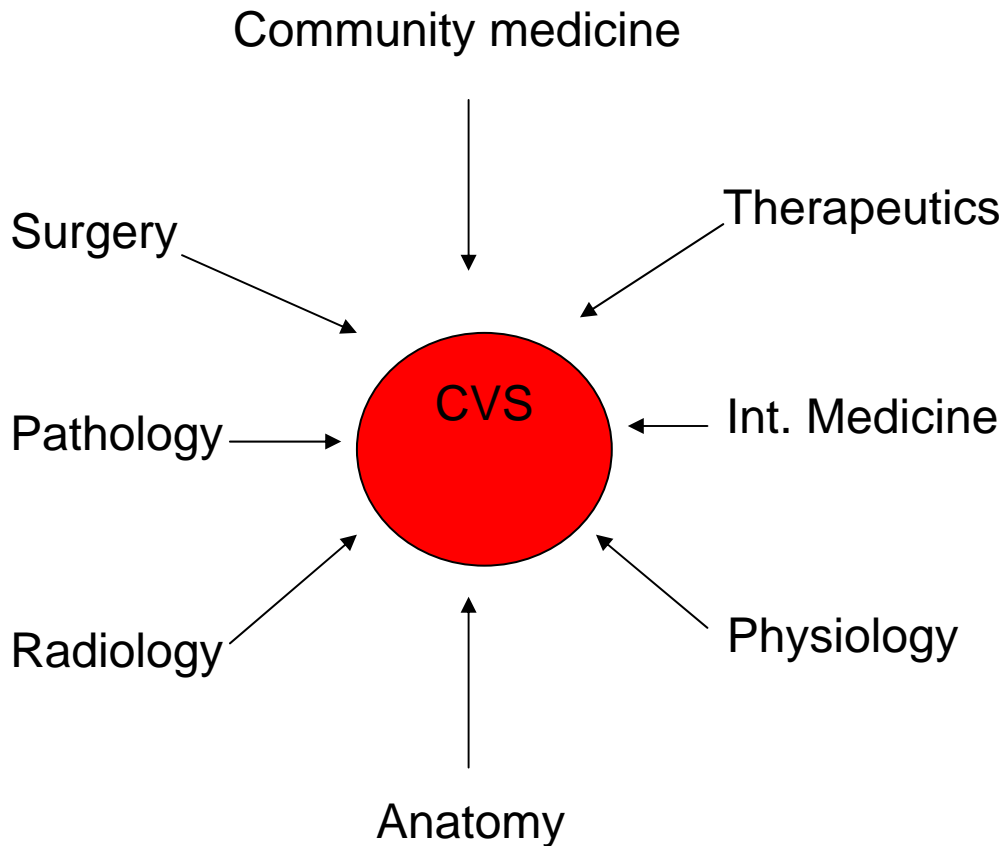 Community medicine
Therapeutics
Surgery
CVS
Int. Medicine
Pathology
Physiology
Radiology
Anatomy